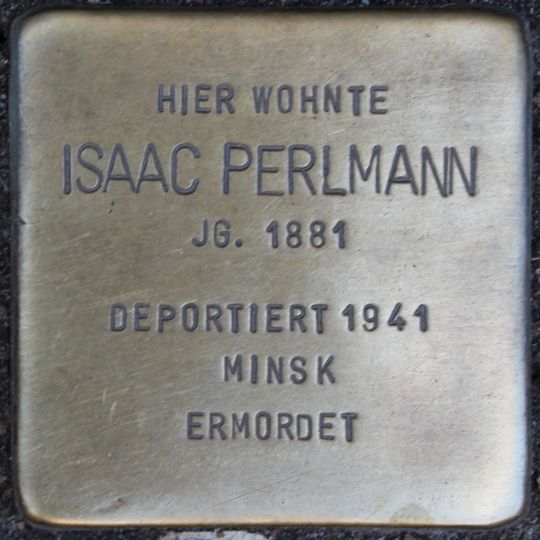 HIER WOHNTE
ISAAC PERLMANN
JG. 1881
DEPORTIERT 1941
MINSK
ERMORDET